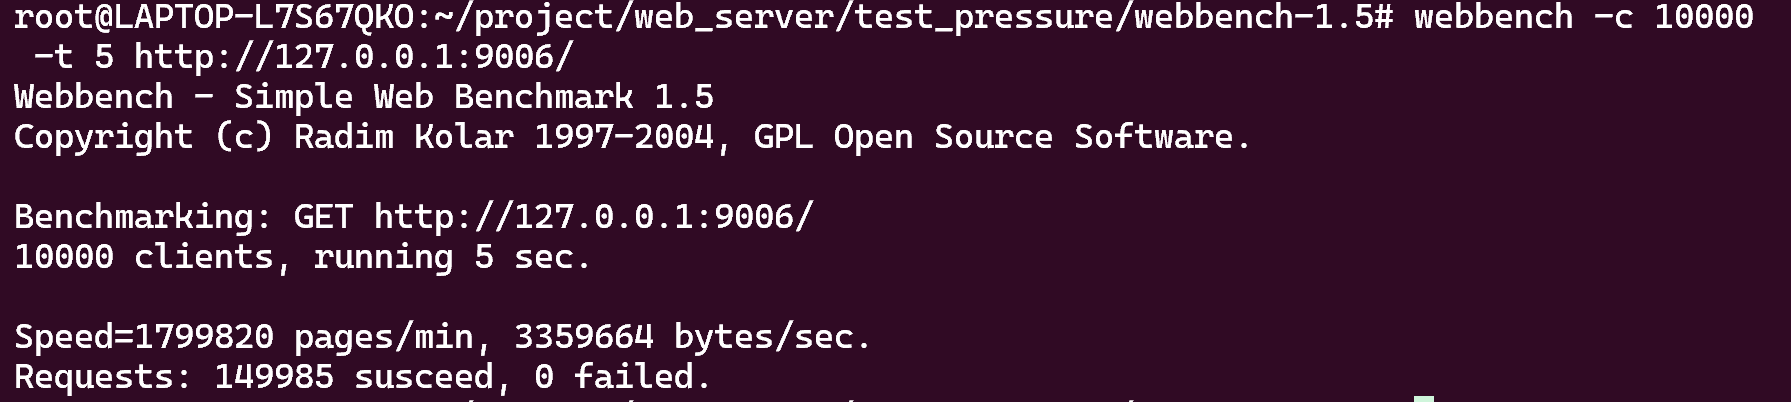 root@LAPTOP-L7S67QKO:~/project/web_server/test_pressure/webbench-1.5# webbench -c 10000
-t 5 http://127.0.0.1:9006/
Webbench - Simple Web Benchmark 1.5
Copyright (c) Radim Kolar 1997-2004, GPL Open Source Software.
Benchmarking: GET http://127.0.0.1:9006/
10000 clients, running 5 sec.
Speed=1799820 pages/min, 3359664 bytes/sec.
Requests: 149985 susceed, 0 failed.